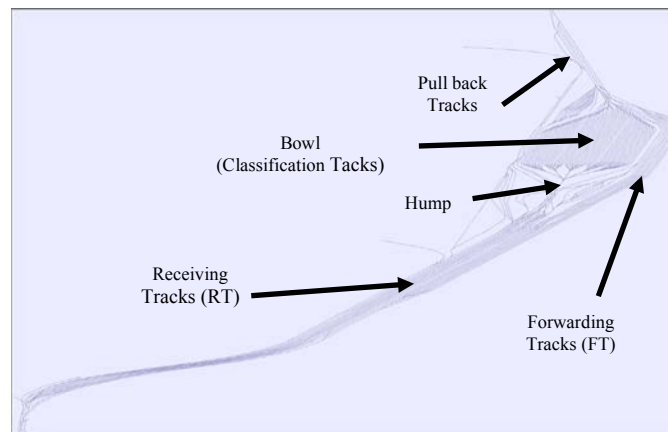 Pull back
Tracks
Bowl
(Classification Tacks)
Hump
Receiving
Tracks (RT)
Forwarding
Tracks (FT)